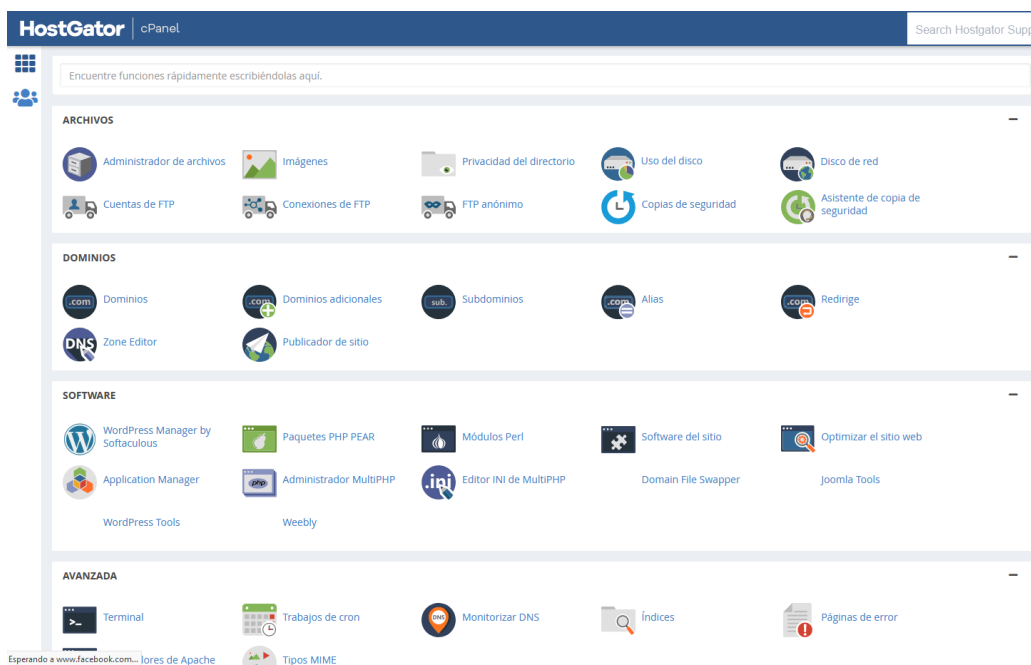 HostGator cPanel
Search Hostgator Supp
Encuentre funciones rápidamente escribiéndolas aquí.
ARCHIVOS
Administrador de archivos
Imágenes
Privacidad del directorio
Uso del disco
Disco de red
Cuentas de FTP
Conexiones de FTP
FTP anónimo
Copias de seguridad
Asistente de copia de
seguridad
DOMINIOS
.com Dominios
.com Dominios adicionales
sub. Subdominios
.com Alias
.com Redirige
DNS Zone Editor
Publicador de sitio
SOFTWARE
WordPress Manager by
Softaculous
Paquetes PHP PEAR
Módulos Perl
Software del sitio
Optimizar el sitio web
Application Manager
php Administrador MultiPHP
.ini Editor INI de MultiPHP
Domain File Swapper
Joomla Tools
WordPress Tools
Weebly
AVANZADA
Terminal
Trabajos de cron
DNS Monitorizar DNS
Índices
Páginas de error
Esperando a www.facebook.com... lores de Apache
Tipos MIME